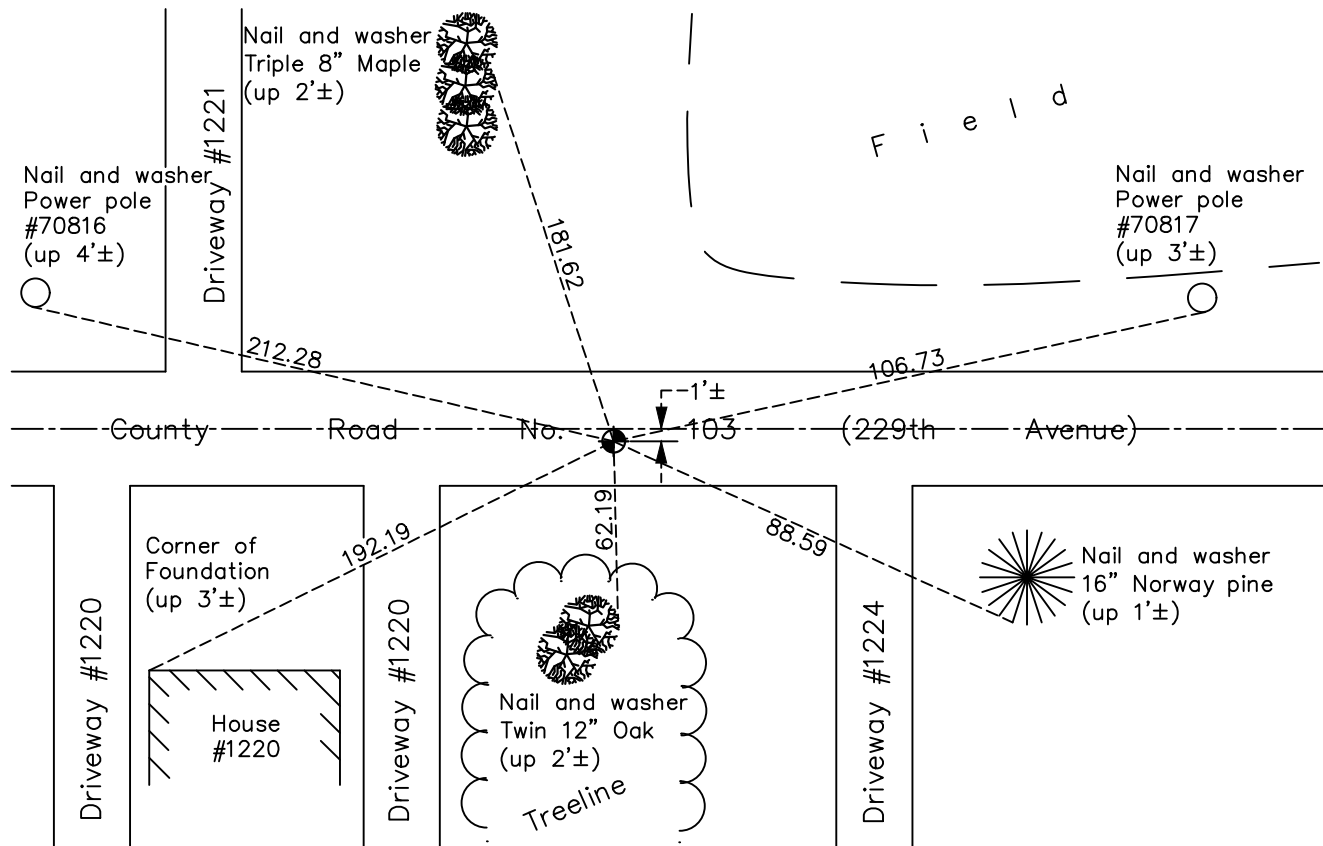 Nail and washer
Triple 8” Maple
(up 2'±)
Field
Driveway #1221
Nail and washer
Power pole
#70816
(up 4'±)
Nail and washer
Power pole
#70817
(up 3'±)
181.62
212.28
106.73
1'±
County Road No. 103 (229th Avenue)
192.19
62.19
88.59
Corner of
Foundation
(up 3'±)
Nail and washer
16” Norway pine
(up 1'±)
Driveway #1220
House
#1220
Driveway #1220
Nail and washer
Twin 12” Oak
(up 2'±)
Treeline
Driveway #1224